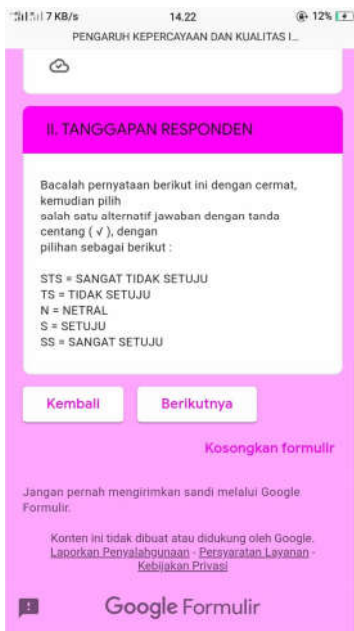 7 KB/s 14.22 12%
PENGARUH KEPERCAYAAN DAN KUALITAS I...
II. TANGGAPAN RESPONDEN
Bacalah pernyataan berikut ini dengan cermat,
kemudian pilih
salah satu alternatif jawaban dengan tanda
centang ( √ ), dengan
pilihan sebagai berikut :
STS = SANGAT TIDAK SETUJU
TS = TIDAK SETUJU
N = NETRAL
S = SETUJU
SS = SANGAT SETUJU
Kembali Berikutnya
Kosongkan formulir
Jangan pernah mengirimkan sandi melalui Google
Formulir.
Konten ini tidak dibuat atau didukung oleh Google.
Laporkan Penyalahgunaan - Persyaratan Layanan -
Kebijakan Privasi
Google Formulir